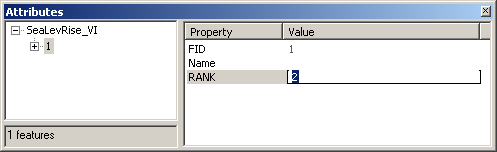 Attributes
SeaLevRise_VI
1
1 features
Property Value
FID 1
Name
RANK 2